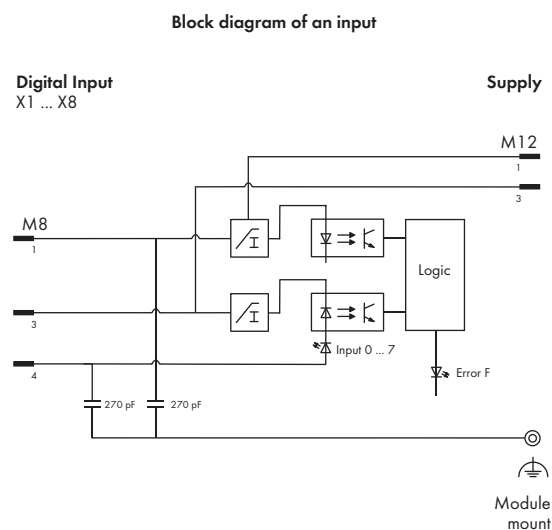 Block diagram of an input
Digital Input
X1 ... X8
Supply
M12
1
3
M8
1
3
4
I
I
Logic
Input 0 ... 7
Error F
270 pF
270 pF
Module
mount